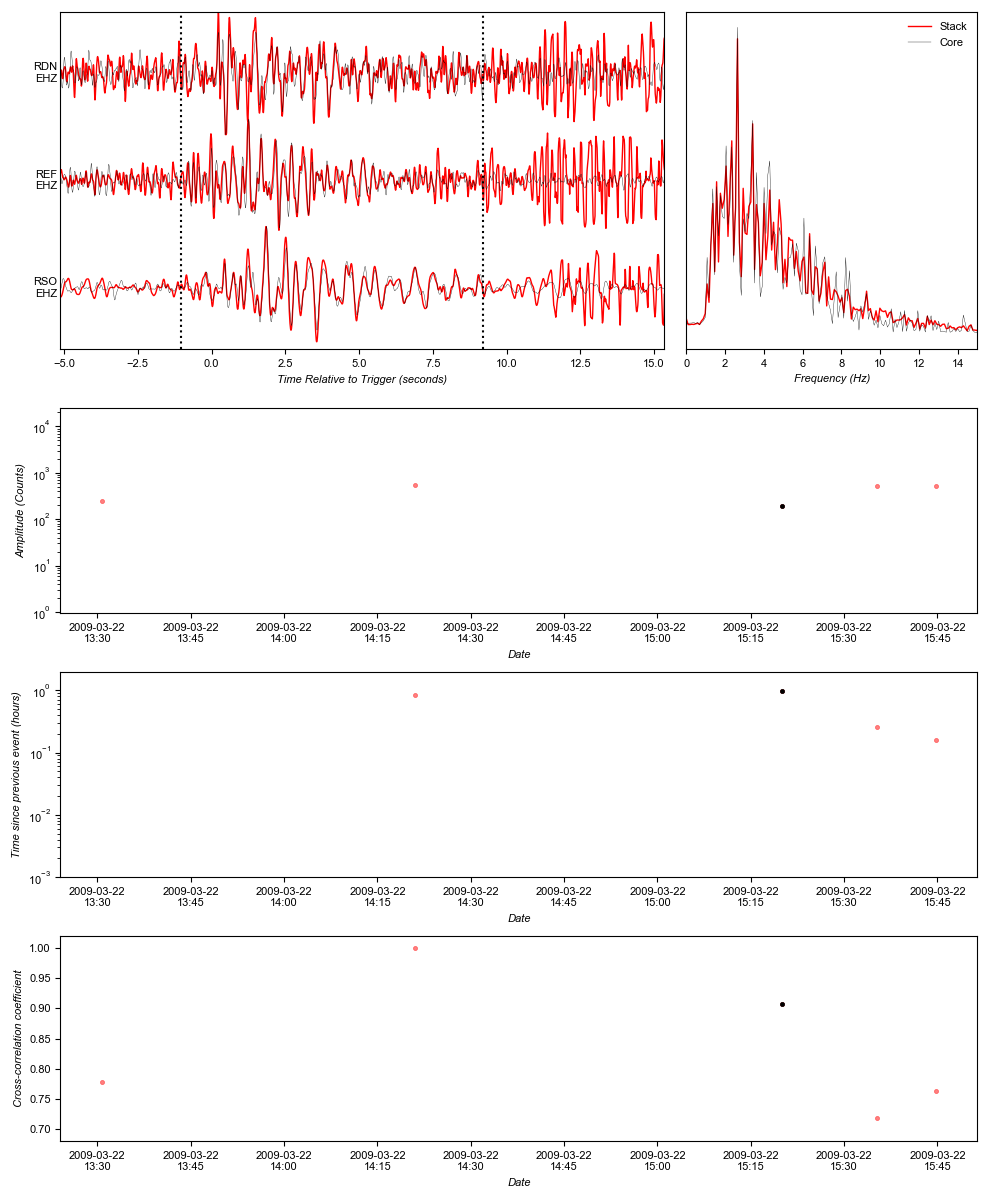 Stack
Core
RDN
EHZ
REF
EHZ
RSO
EHZ
−5.0 −2.5 0.0 2.5 5.0 7.5 10.0 12.5 15.0
Time Relative to Trigger (seconds)
0 2 4 6 8 10 12 14
Frequency (Hz)
Amplitude (Counts)
10⁴
10³
10²
10¹
10⁰
2009-03-22 2009-03-22 2009-03-22 2009-03-22 2009-03-22 2009-03-22 2009-03-22 2009-03-22 2009-03-22 2009-03-22
13:30 13:45 14:00 14:15 14:30 14:45 15:00 15:15 15:30 15:45
Date
Time since previous event (hours)
10⁰
10⁻¹
10⁻²
10⁻³
2009-03-22 2009-03-22 2009-03-22 2009-03-22 2009-03-22 2009-03-22 2009-03-22 2009-03-22 2009-03-22 2009-03-22
13:30 13:45 14:00 14:15 14:30 14:45 15:00 15:15 15:30 15:45
Date
Cross-correlation coefficient
1.00
0.95
0.90
0.85
0.80
0.75
0.70
2009-03-22 2009-03-22 2009-03-22 2009-03-22 2009-03-22 2009-03-22 2009-03-22 2009-03-22 2009-03-22 2009-03-22
13:30 13:45 14:00 14:15 14:30 14:45 15:00 15:15 15:30 15:45
Date